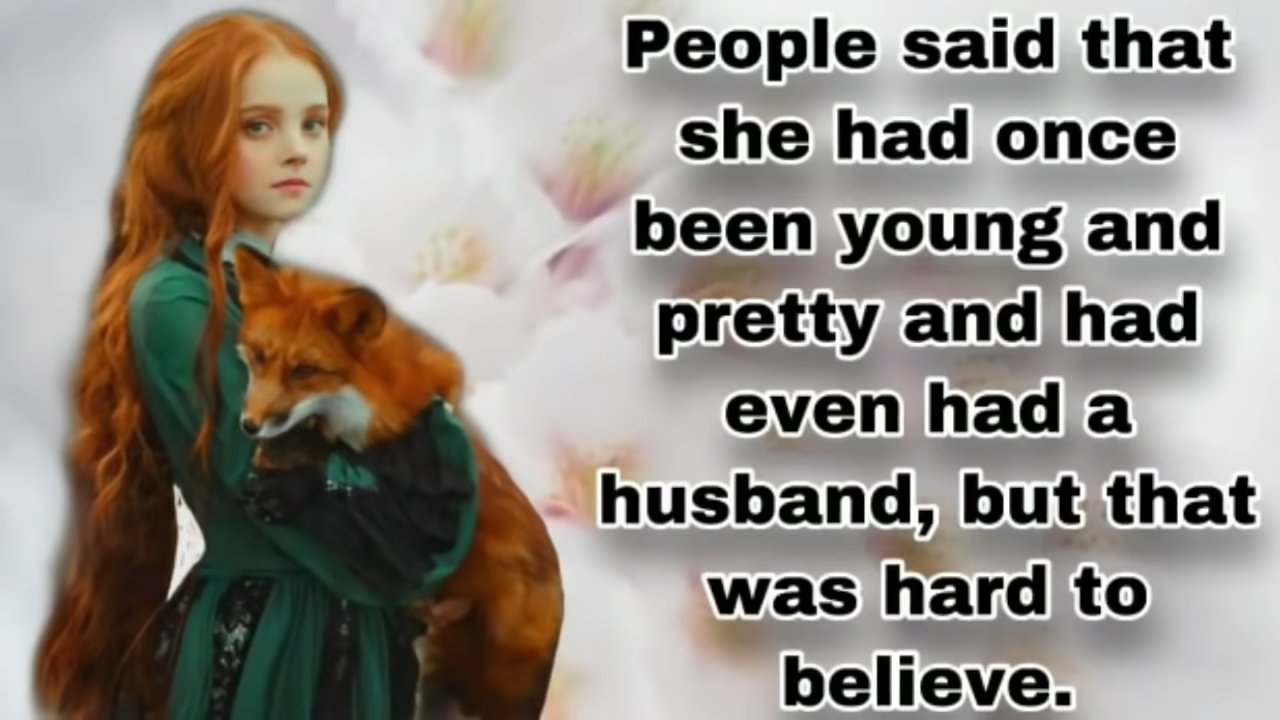 People said that
she had once
been young and
pretty and had
even had a
husband, but that
was hard to
believe.